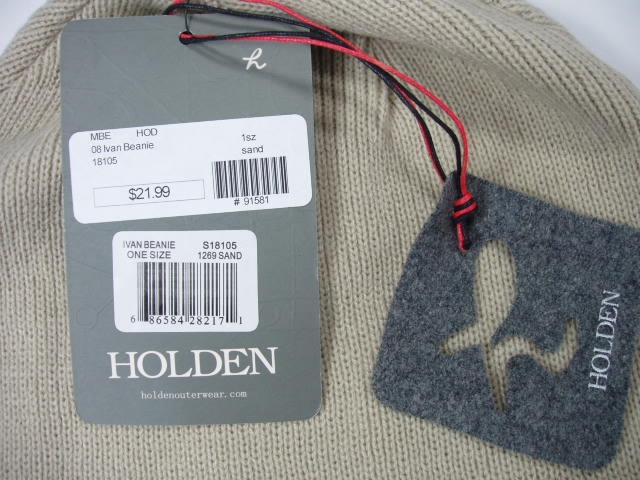 h
MBE HOD
08 Ivan Beanie 1sz
18105 sand
$21.99
# 91581
IVAN BEANIE S18105
ONE SIZE 1269 SAND
6 86584 28217 1
HOLDEN
holdenouterwear.com
HOLDEN